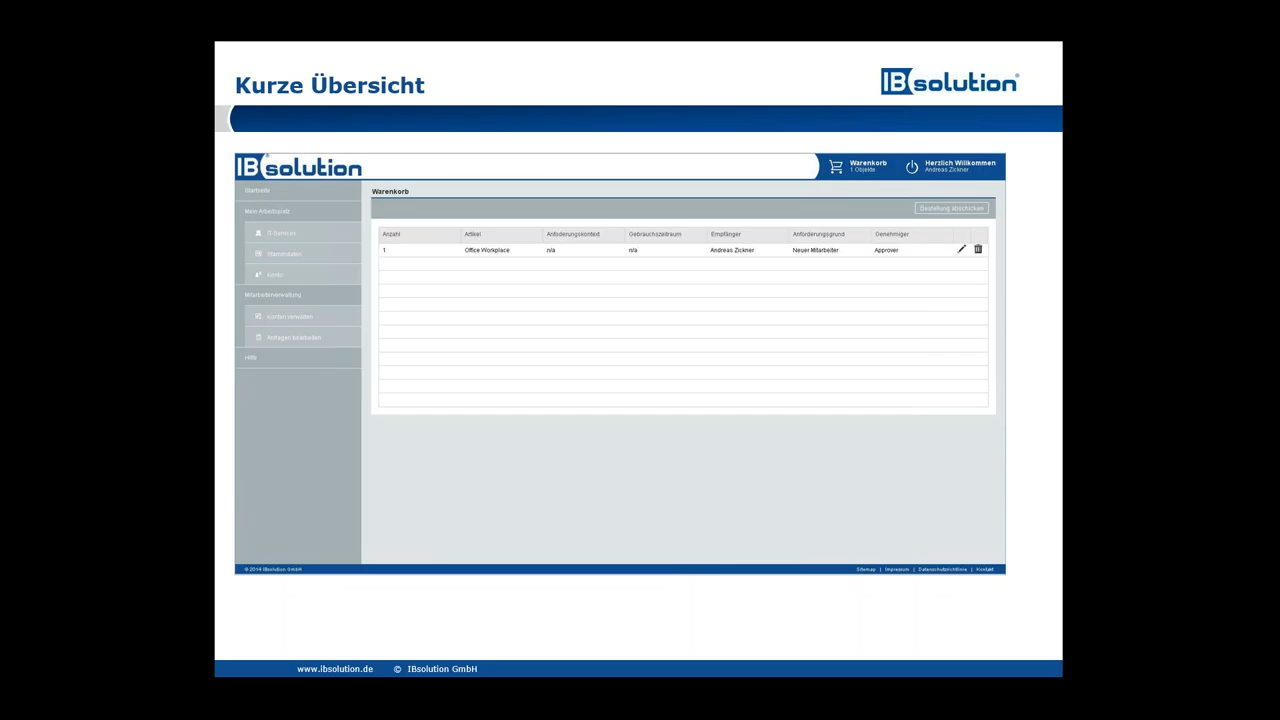 Kurze Übersicht
IBsolution®
IBsolution®
Warenkorb
1 Objekte
Herzlich Willkommen
Andreas Zickner
Startseite
Mein Arbeitsplatz
IT-Services
Stammdaten
Konto
Mitarbeiterverwaltung
Konten verwalten
Anfragen bearbeiten
Hilfe
Warenkorb
Bestellung abschicken
Anzahl Artikel Anfoderungskontext Gebrauchszeitraum Empfänger Anforderungsgrund Genehmiger
1 Office Workplace n/a n/a Andreas Zickner Neuer Mitarbeiter Approver
© 2014 IBsolution GmbH
Sitemap | Impressum | Datenschutzrichtlinie | Kontakt
www.ibsolution.de © IBsolution GmbH